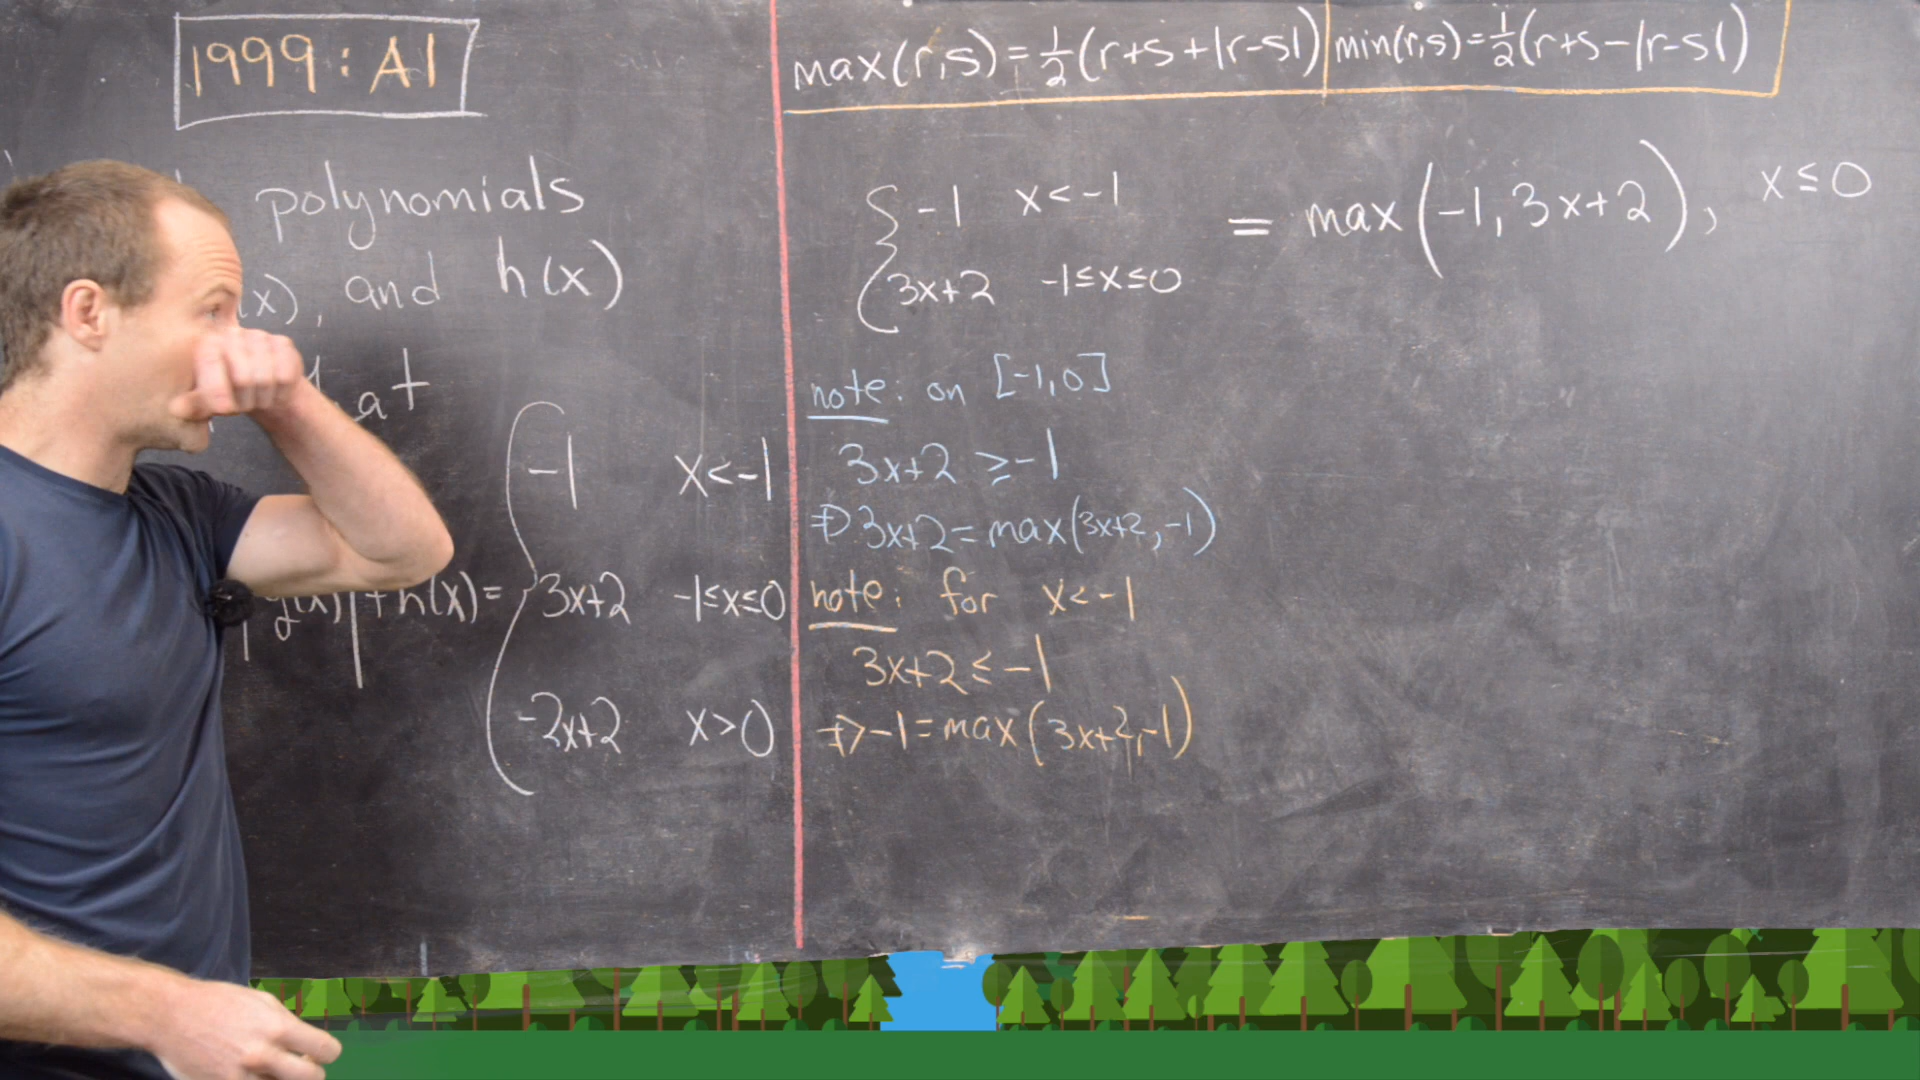 1999: A1
polynomials
(x), and h(x)
at
g(x)| + h(x) = { -1 x < -1
3x+2 -1≤x≤0
-2x+2 x>0
max(r,s) = 1/2(r+s+|r-s|) | min(r,s) = 1/2(r+s-|r-s|)
{ -1 x < -1
3x+2 -1≤x≤0
= max(-1, 3x+2), x≤0
note: on [-1,0]
3x+2 ≥ -1
⇒ 3x+2 = max(3x+2, -1)
note: for x < -1
3x+2 ≤ -1
⇒ -1 = max(3x+2, -1)